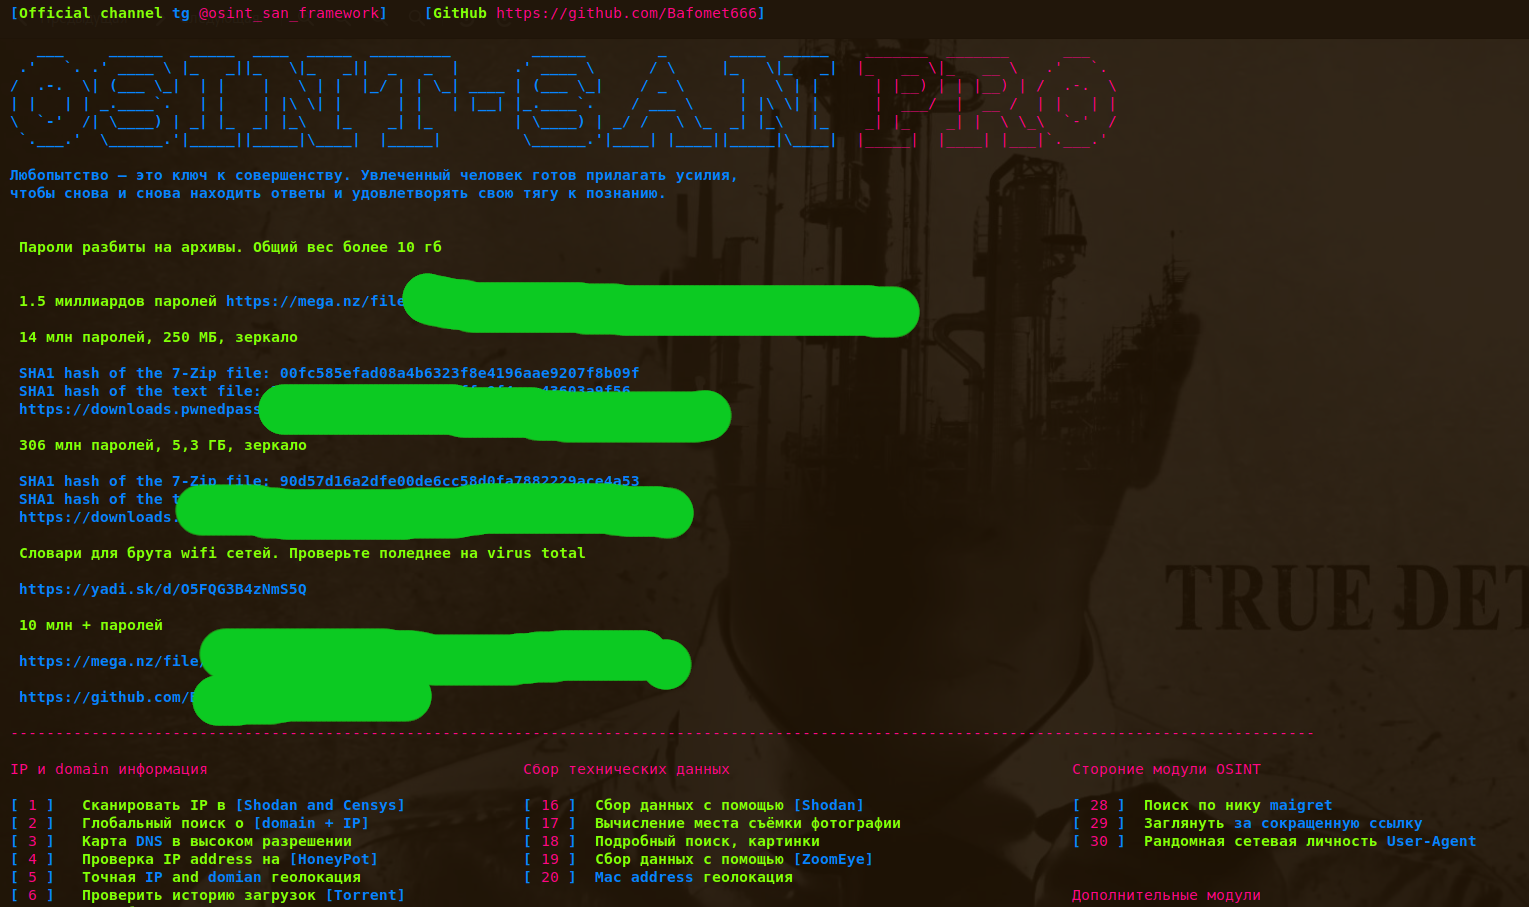 [Official channel tg @osint_san_framework]    [GitHub https://github.com/Bafomet666]
OSINT-SAN PRO
Любопытство — это ключ к совершенству. Увлеченный человек готов прилагать усилия,
чтобы снова и снова находить ответы и удовлетворять свою тягу к познанию.
Пароли разбиты на архивы. Общий вес более 10 гб
1.5 миллиардов паролей https://mega.nz/file
14 млн паролей, 250 МБ, зеркало
SHA1 hash of the 7-Zip file: 00fc585efad08a4b6323f8e4196aae9207f8b09f
SHA1 hash of the text file:
https://downloads.pwnedpass
306 млн паролей, 5,3 ГБ, зеркало
SHA1 hash of the 7-Zip file: 90d57d16a2dfe00de6cc58d0fa7882229ace4a53
SHA1 hash of the
https://downloads.
Словари для брута wifi сетей. Проверьте поледнее на virus total
https://yadi.sk/d/O5FQG3B4zNmS5Q
10 млн + паролей
https://mega.nz/file/
https://github.com/
TRUE DET
IP и domain информация
[ 1 ]   Сканировать IP в [Shodan and Censys]
[ 2 ]   Глобальный поиск о [domain + IP]
[ 3 ]   Карта DNS в высоком разрешении
[ 4 ]   Проверка IP address на [HoneyPot]
[ 5 ]   Точная IP and domian геолокация
[ 6 ]   Проверить историю загрузок [Torrent]
Сбор технических данных
[ 16 ]  Сбор данных с помощью [Shodan]
[ 17 ]  Вычисление места съёмки фотографии
[ 18 ]  Подробный поиск, картинки
[ 19 ]  Сбор данных с помощью [ZoomEye]
[ 20 ]  Mac address геолокация
Стороние модули OSINT
[ 28 ]  Поиск по нику maigret
[ 29 ]  Заглянуть за сокращенную ссылку
[ 30 ]  Рандомная сетевая личность User-Agent
Дополнительные модули